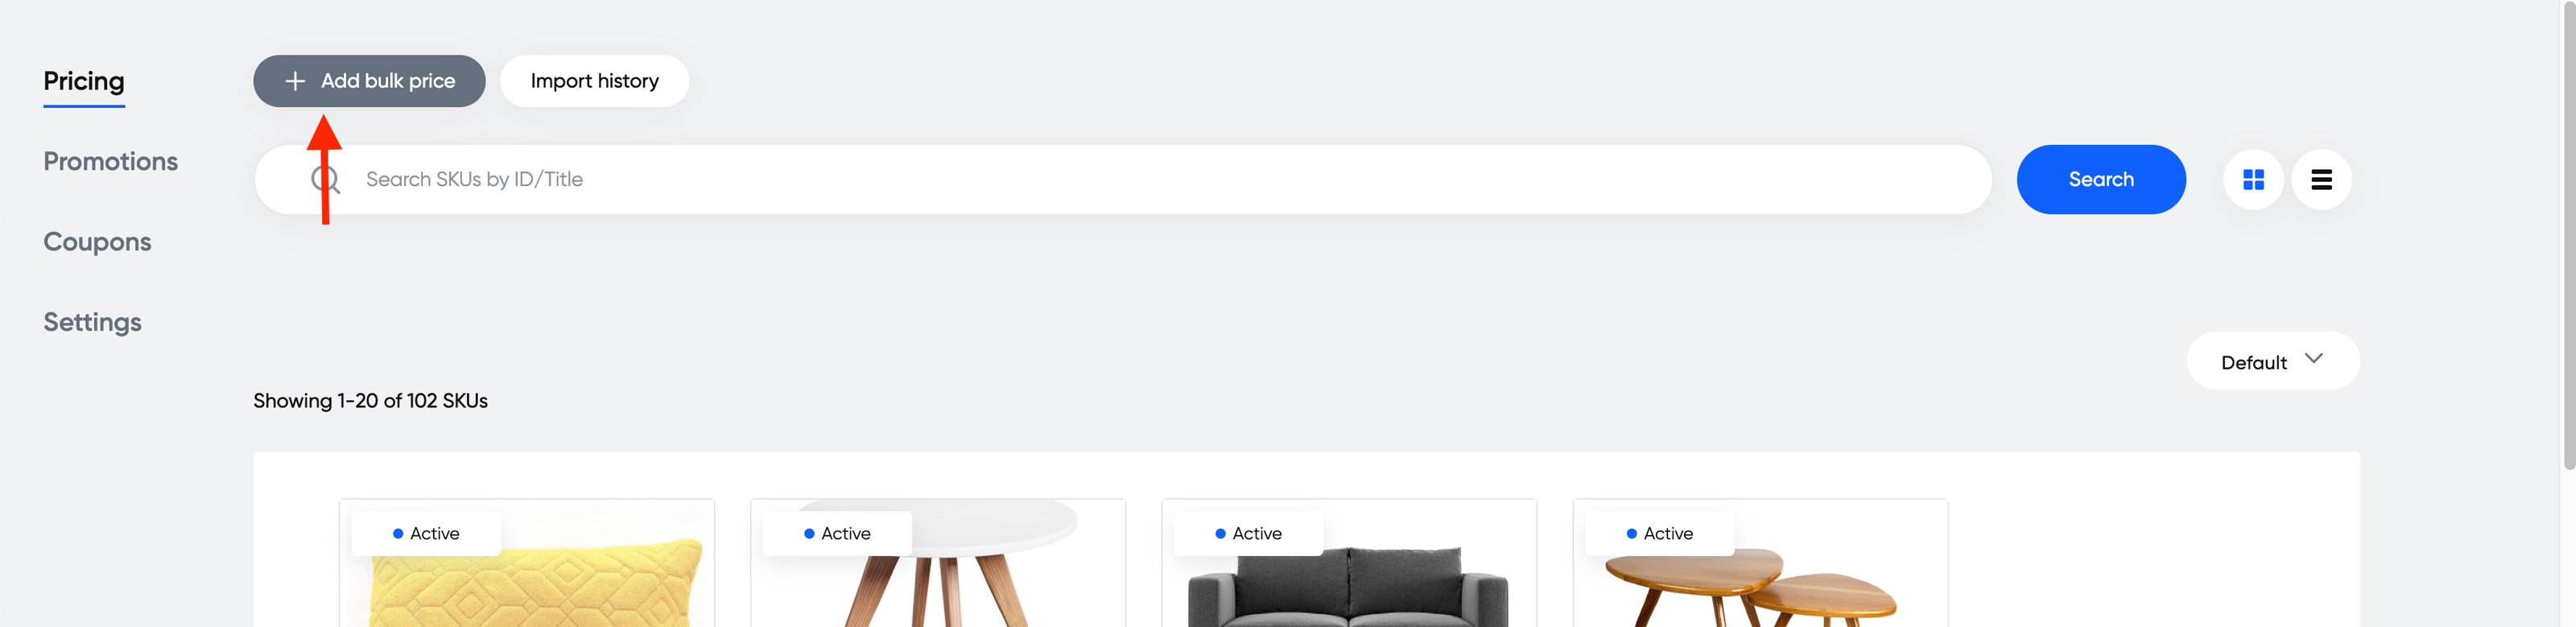 Pricing
Promotions
Coupons
Settings
Add bulk price
Import history
Search SKUs by ID/Title
Search
Default
Showing 1-20 of 102 SKUs
Active
Active
Active
Active